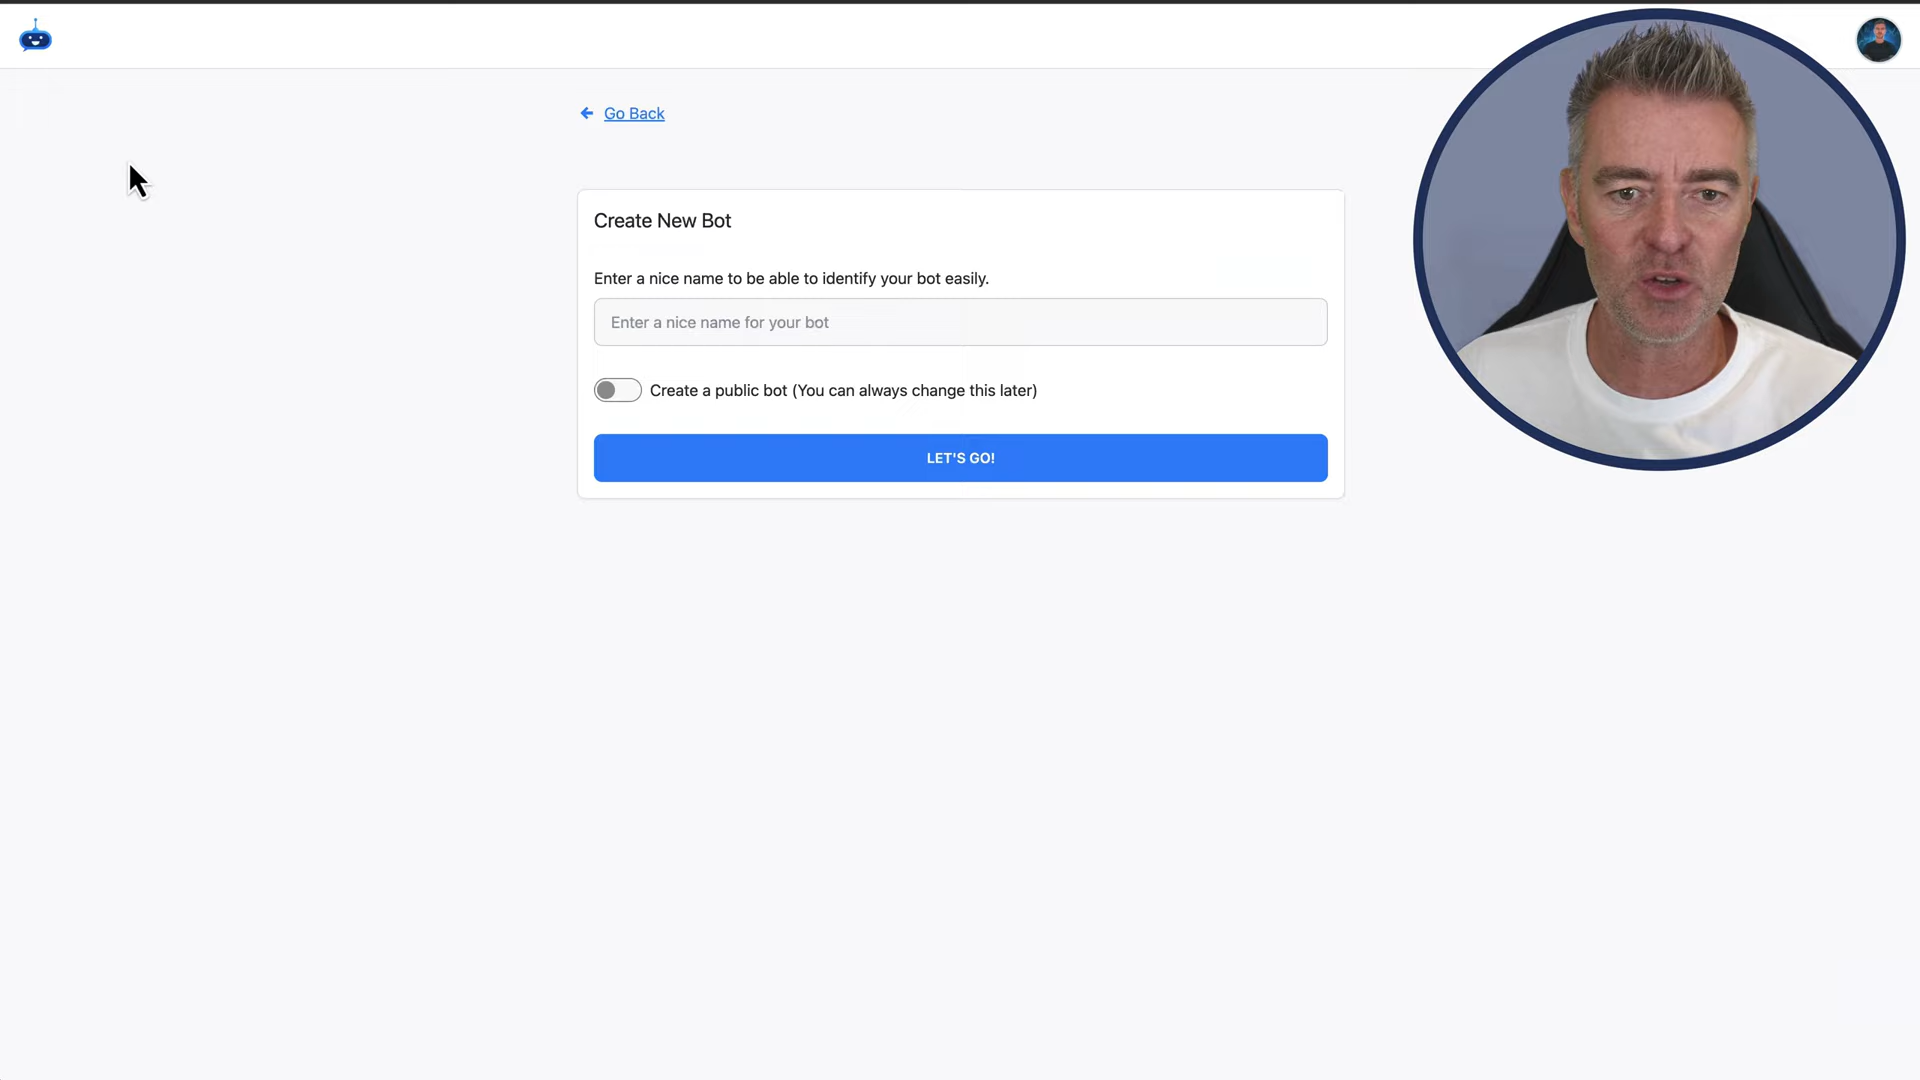 Go Back
Create New Bot
Enter a nice name to be able to identify your bot easily.
Enter a nice name for your bot
Create a public bot (You can always change this later)
LET'S GO!